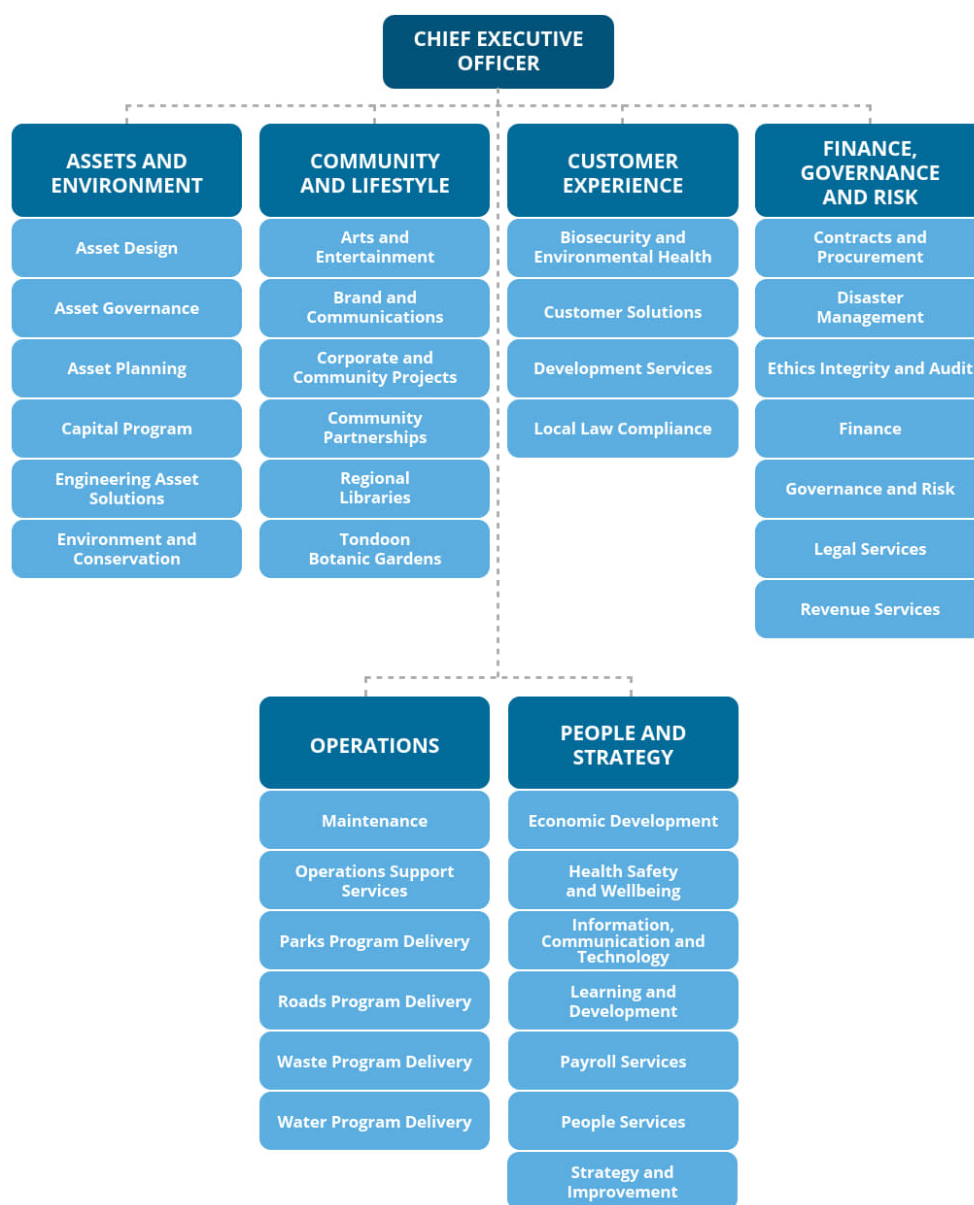 CHIEF EXECUTIVE
OFFICER
ASSETS AND
ENVIRONMENT
Asset Design
Asset Governance
Asset Planning
Capital Program
Engineering Asset
Solutions
Environment and
Conservation
COMMUNITY
AND LIFESTYLE
Arts and
Entertainment
Brand and
Communications
Corporate and
Community Projects
Community
Partnerships
Regional
Libraries
Tondoon
Botanic Gardens
CUSTOMER
EXPERIENCE
Biosecurity and
Environmental Health
Customer Solutions
Development Services
Local Law Compliance
FINANCE,
GOVERNANCE
AND RISK
Contracts and
Procurement
Disaster
Management
Ethics Integrity and Audit
Finance
Governance and Risk
Legal Services
Revenue Services
OPERATIONS
Maintenance
Operations Support
Services
Parks Program Delivery
Roads Program Delivery
Waste Program Delivery
Water Program Delivery
PEOPLE AND
STRATEGY
Economic Development
Health Safety
and Wellbeing
Information,
Communication and
Technology
Learning and
Development
Payroll Services
People Services
Strategy and
Improvement